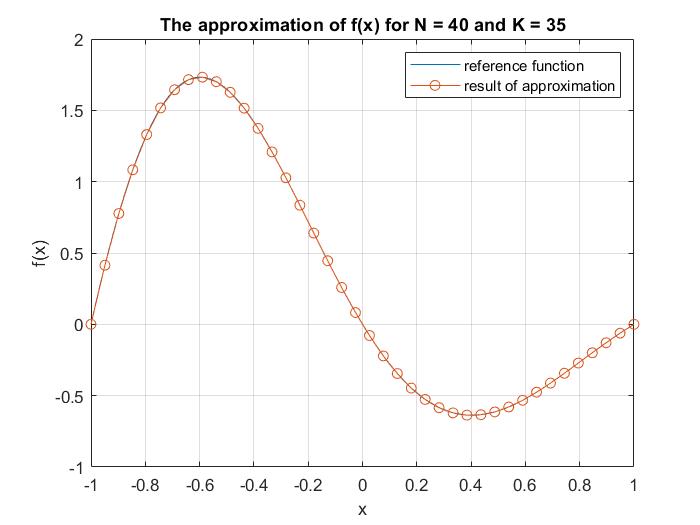 The approximation of f(x) for N = 40 and K = 35
reference function
result of approximation
2
1.5
1
0.5
0
-0.5
-1
f(x)
-1 -0.8 -0.6 -0.4 -0.2 0 0.2 0.4 0.6 0.8 1
x